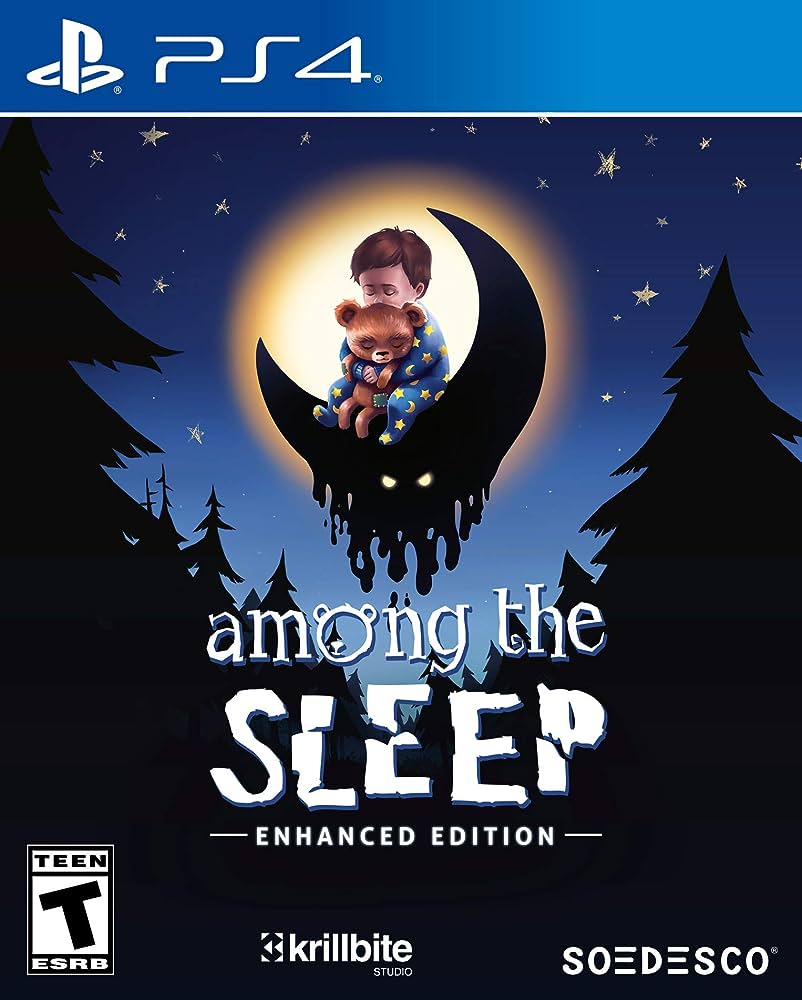 PS4
among the
SLEEP
ENHANCED EDITION
TEEN
T
ESRB
krillbite
STUDIO
SOEDESCO®